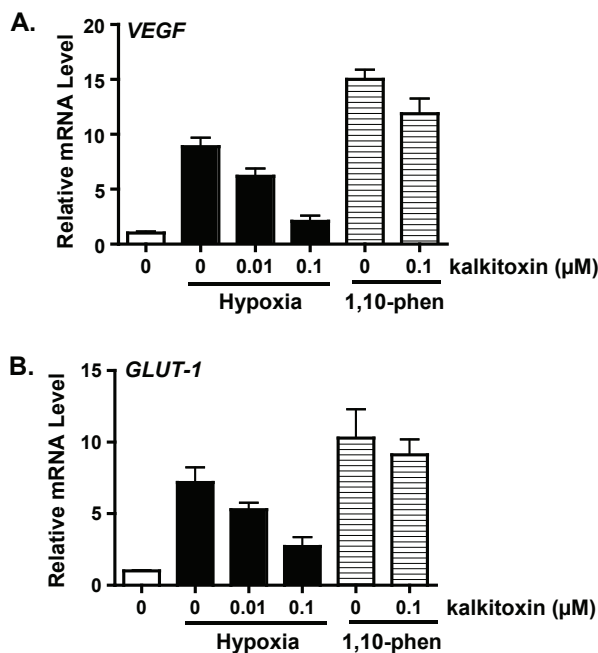 A.
VEGF
Relative mRNA Level
20
15
10
5
0
0 0 0.01 0.1 0 0.1 kalkitoxin (µM)
Hypoxia 1,10-phen
B.
GLUT-1
Relative mRNA Level
15
10
5
0
0 0 0.01 0.1 0 0.1 kalkitoxin (µM)
Hypoxia 1,10-phen